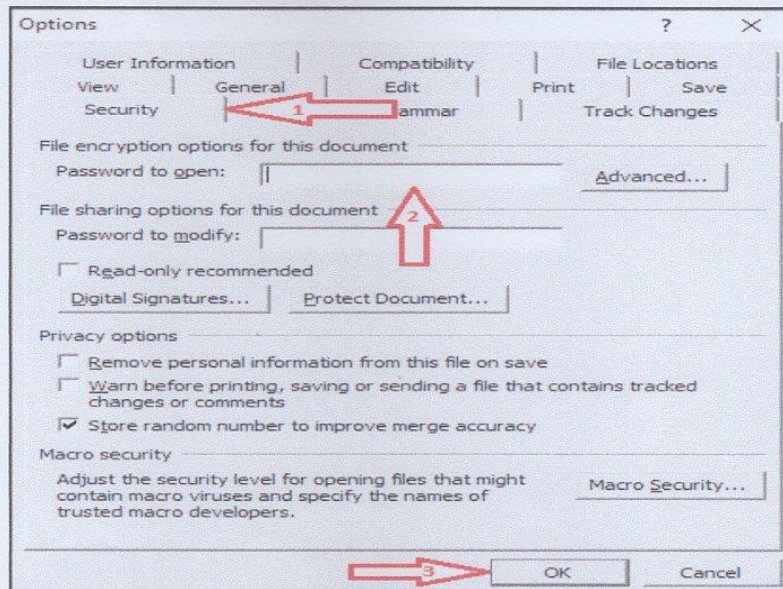 Options ?
User Information Compatibility File Locations
View General Edit Print Save
Security 1 ammar Track Changes
File encryption options for this document
Password to open: Advanced...
2
File sharing options for this document
Password to modify:
Read-only recommended
Digital Signatures... Protect Document...
Privacy options
Remove personal information from this file on save
Warn before printing, saving or sending a file that contains tracked
changes or comments
Store random number to improve merge accuracy
Macro security
Adjust the security level for opening files that might
contain macro viruses and specify the names of
trusted macro developers.
Macro Security...
3 OK Cancel